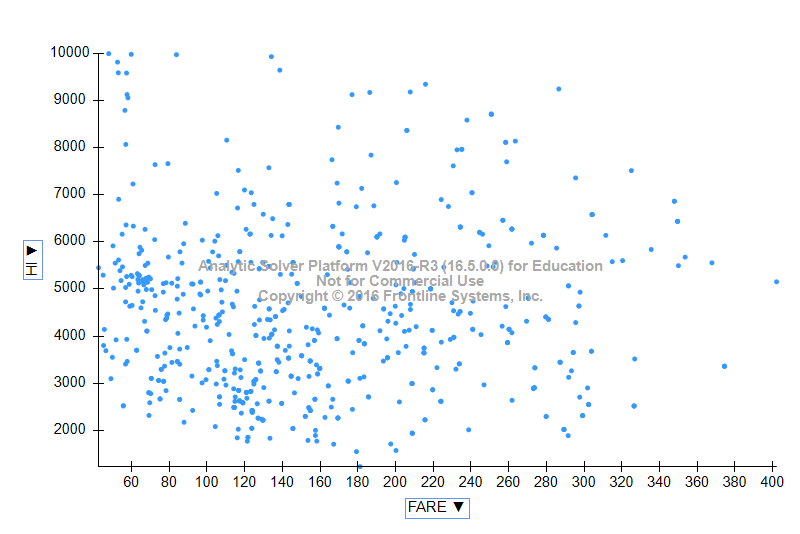 10000
9000
8000
7000
6000
5000
4000
3000
2000
HI ▼
Analytic Solver Platform V2016-R3 (16.5.0.0) for Education
Not for Commercial Use
Copyright © 2016 Frontline Systems, Inc.
60 80 100 120 140 160 180 200 220 240 260 280 300 320 340 360 380 400
FARE ▼